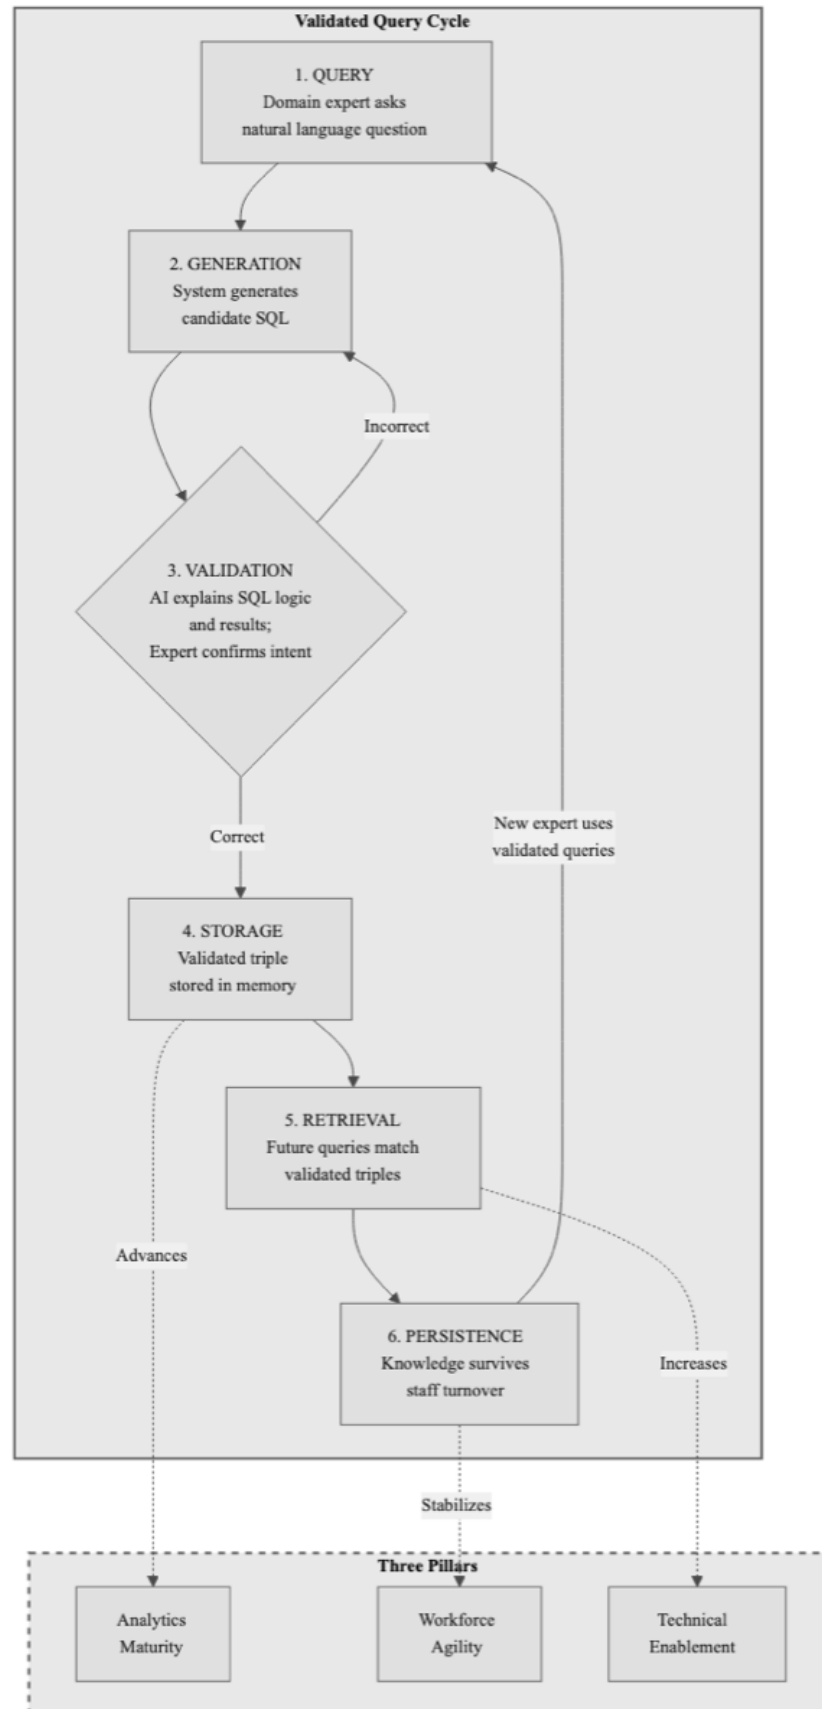 Validated Query Cycle
1. QUERY
Domain expert asks
natural language question
2. GENERATION
System generates
candidate SQL
Incorrect
3. VALIDATION
AI explains SQL logic
and results;
Expert confirms intent
New expert uses
validated queries
Correct
4. STORAGE
Validated triple
stored in memory
5. RETRIEVAL
Future queries match
validated triples
Advances
6. PERSISTENCE
Knowledge survives
staff turnover
Increases
Stabilizes
Three Pillars
Analytics
Maturity
Workforce
Agility
Technical
Enablement